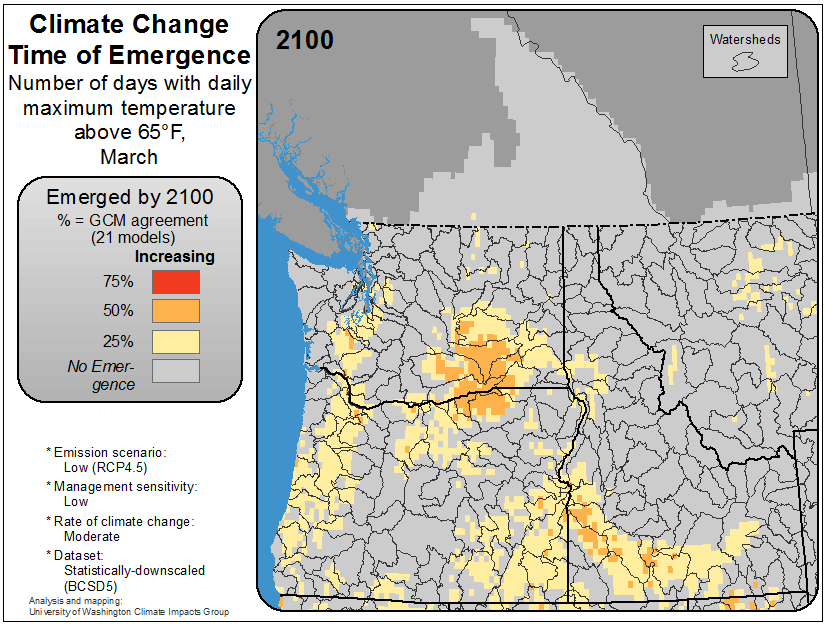 Climate Change
Time of Emergence
Number of days with daily
maximum temperature
above 65°F,
March
Emerged by 2100
% = GCM agreement
(21 models)
Increasing
75%
50%
25%
No Emer-
gence
* Emission scenario:
Low (RCP4.5)
* Management sensitivity:
Low
* Rate of climate change:
Moderate
* Dataset:
Statistically-downscaled
(BCSD5)
Analysis and mapping:
University of Washington Climate Impacts Group
2100
Watersheds